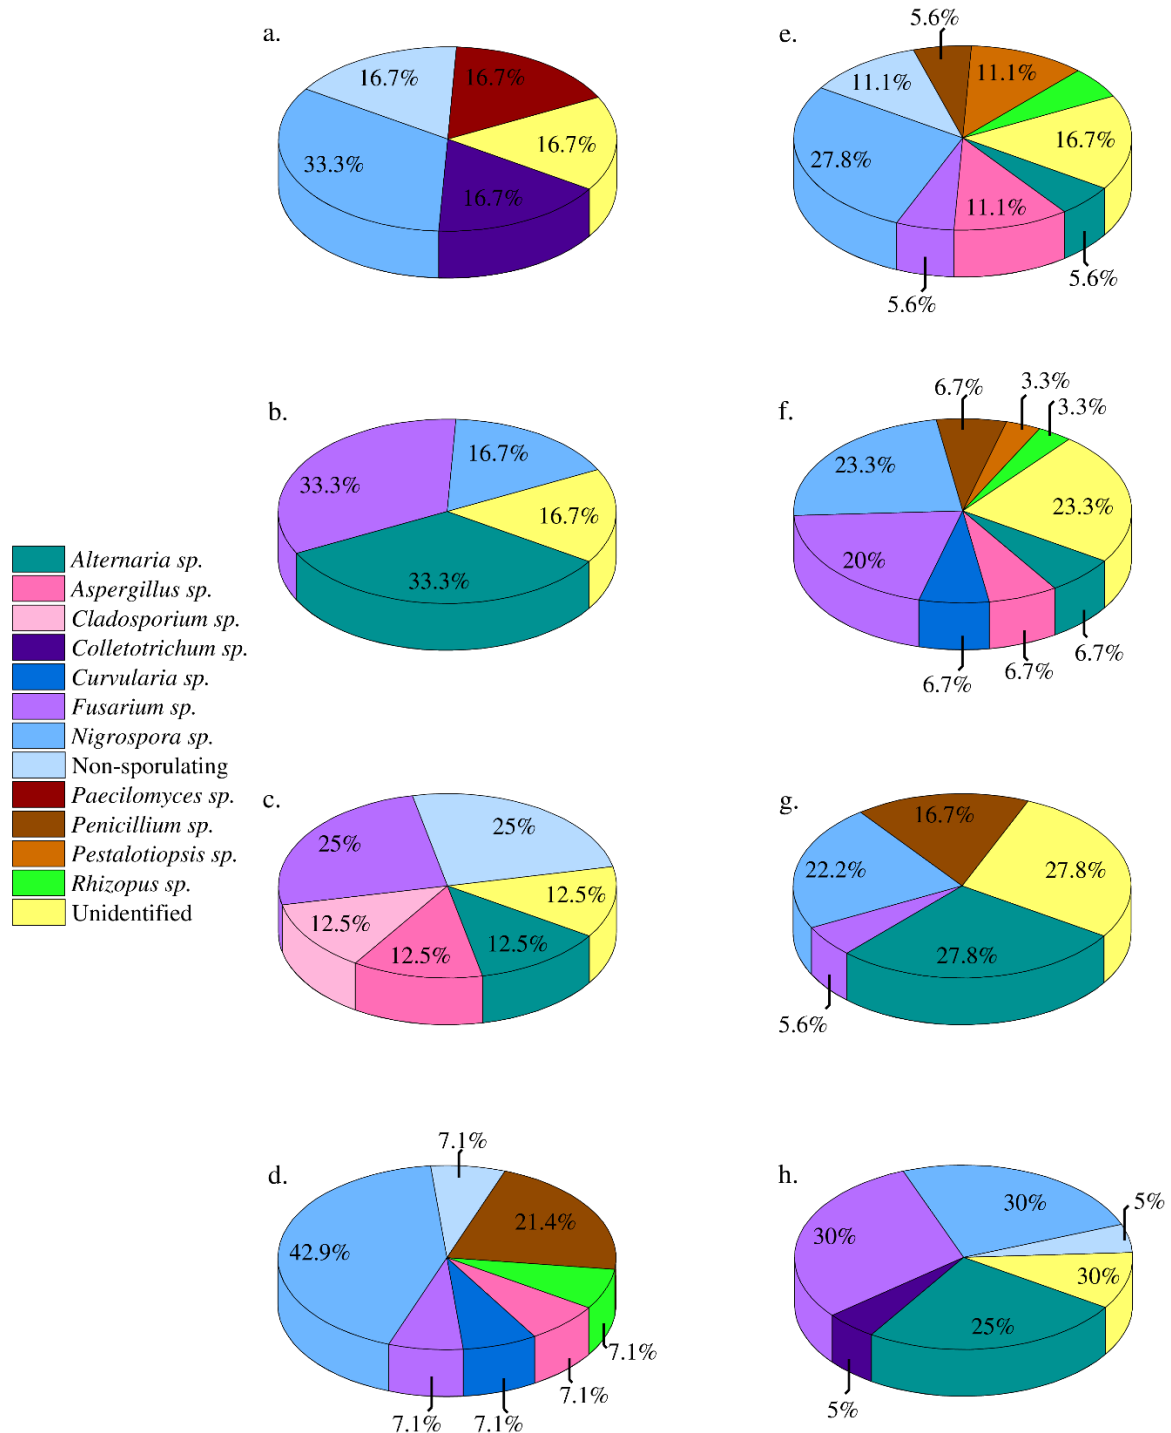 a.
16.7%
16.7%
16.7%
33.3%
16.7%
e.
5.6%
11.1%
11.1%
16.7%
27.8%
11.1%
5.6%
5.6%
b.
16.7%
33.3%
16.7%
33.3%
f.
6.7%
3.3%
3.3%
23.3%
23.3%
20%
6.7%
6.7%
6.7%
Alternaria sp.
Aspergillus sp.
Cladosporium sp.
Colletotrichum sp.
Curvularia sp.
Fusarium sp.
Nigrospora sp.
Non-sporulating
Paecilomyces sp.
Penicillium sp.
Pestalotiopsis sp.
Rhizopus sp.
Unidentified
c.
25%
25%
12.5%
12.5%
12.5%
12.5%
g.
16.7%
22.2%
27.8%
27.8%
5.6%
d.
7.1%
21.4%
42.9%
7.1%
7.1%
7.1%
7.1%
h.
30%
5%
30%
30%
25%
5%